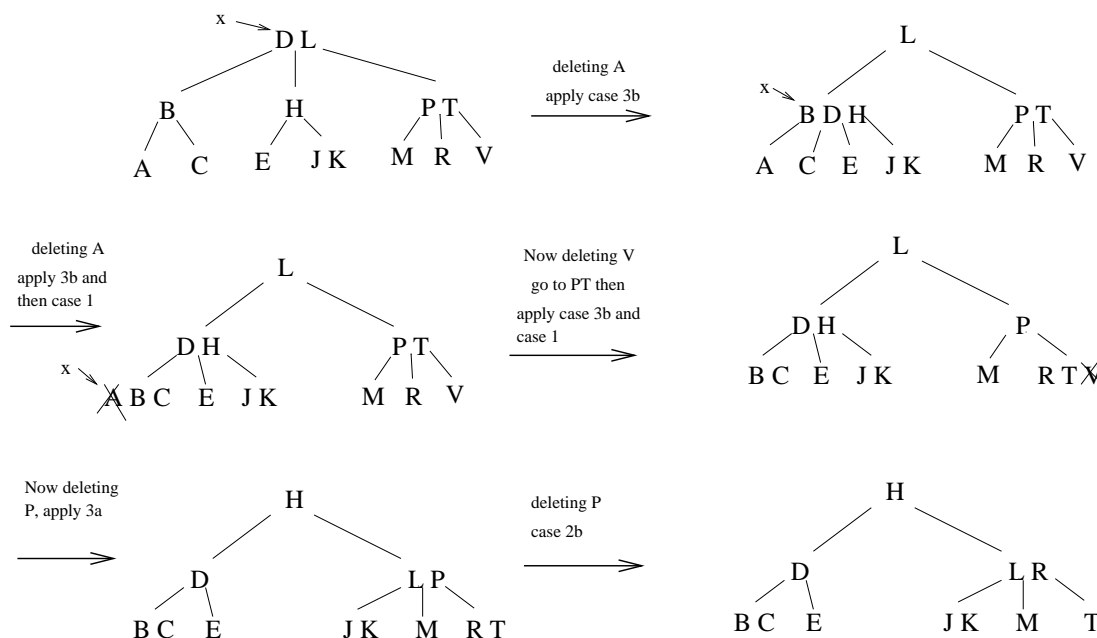 x
D L
B
H
P T
A
C
E
J K
M
R
V
deleting A
apply case 3b
L
x
B D H
P T
A
C
E
J K
M
R
V
deleting A
apply 3b and
then case 1
L
D H
P T
x
A B C
E
J K
M
R
V
Now deleting V
go to PT then
apply case 3b and
case 1
L
D H
P
B C
E
J K
M
R T V
Now deleting
P, apply 3a
H
D
L P
B C
E
J K
M
R T
deleting P
case 2b
H
D
L R
B C
E
J K
M
T